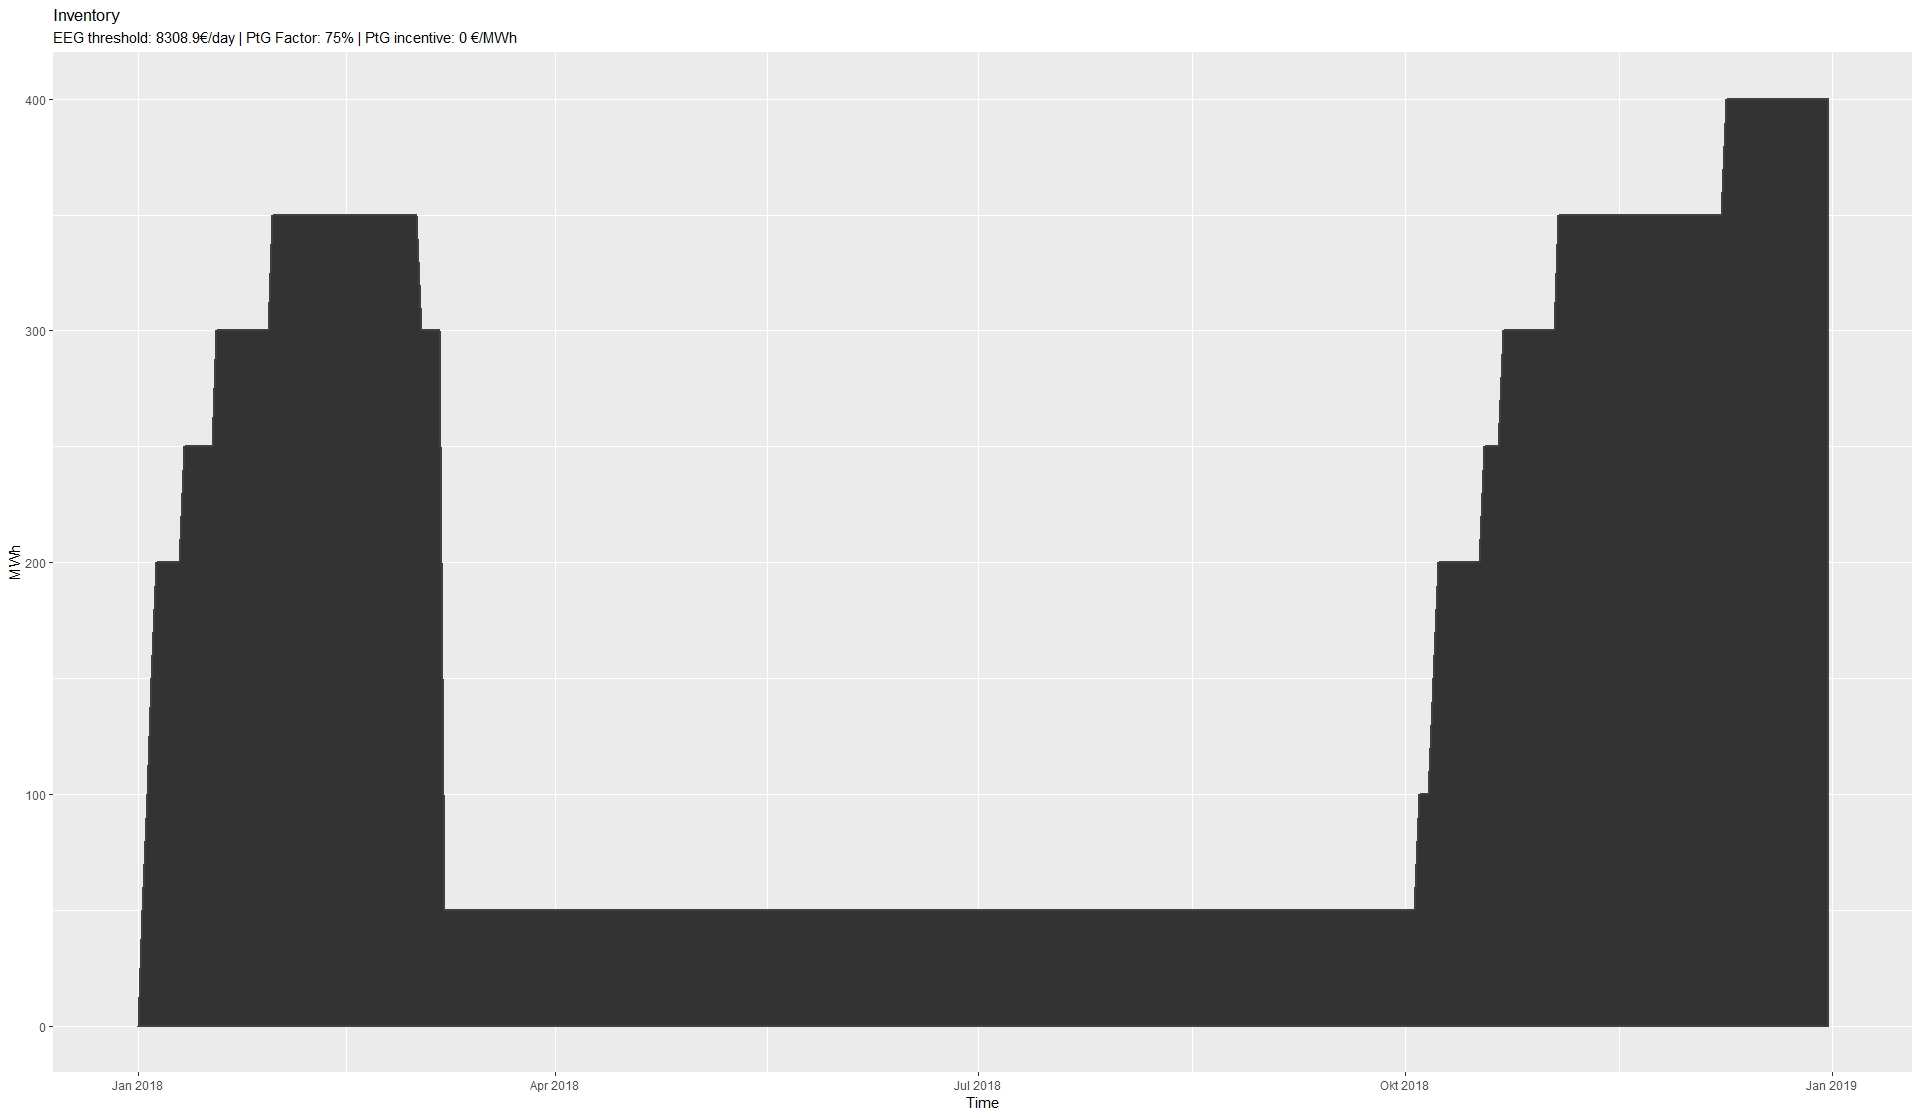 Inventory
EEG threshold: 8308.9€/day | PtG Factor: 75% | PtG incentive: 0 €/MWh
400
300
200
100
0
MWh
Jan 2018
Apr 2018
Jul 2018
Okt 2018
Jan 2019
Time